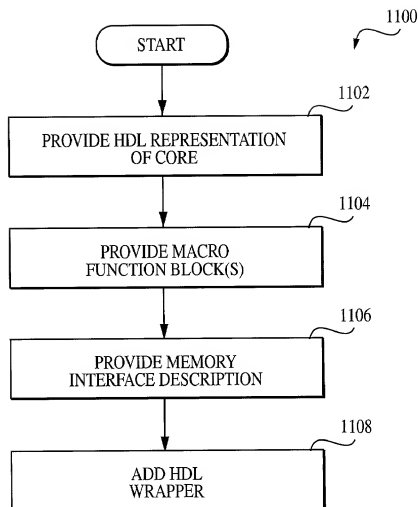 1100
START
1102
PROVIDE HDL REPRESENTATION
OF CORE
1104
PROVIDE MACRO
FUNCTION BLOCK(S)
1106
PROVIDE MEMORY
INTERFACE DESCRIPTION
1108
ADD HDL
WRAPPER